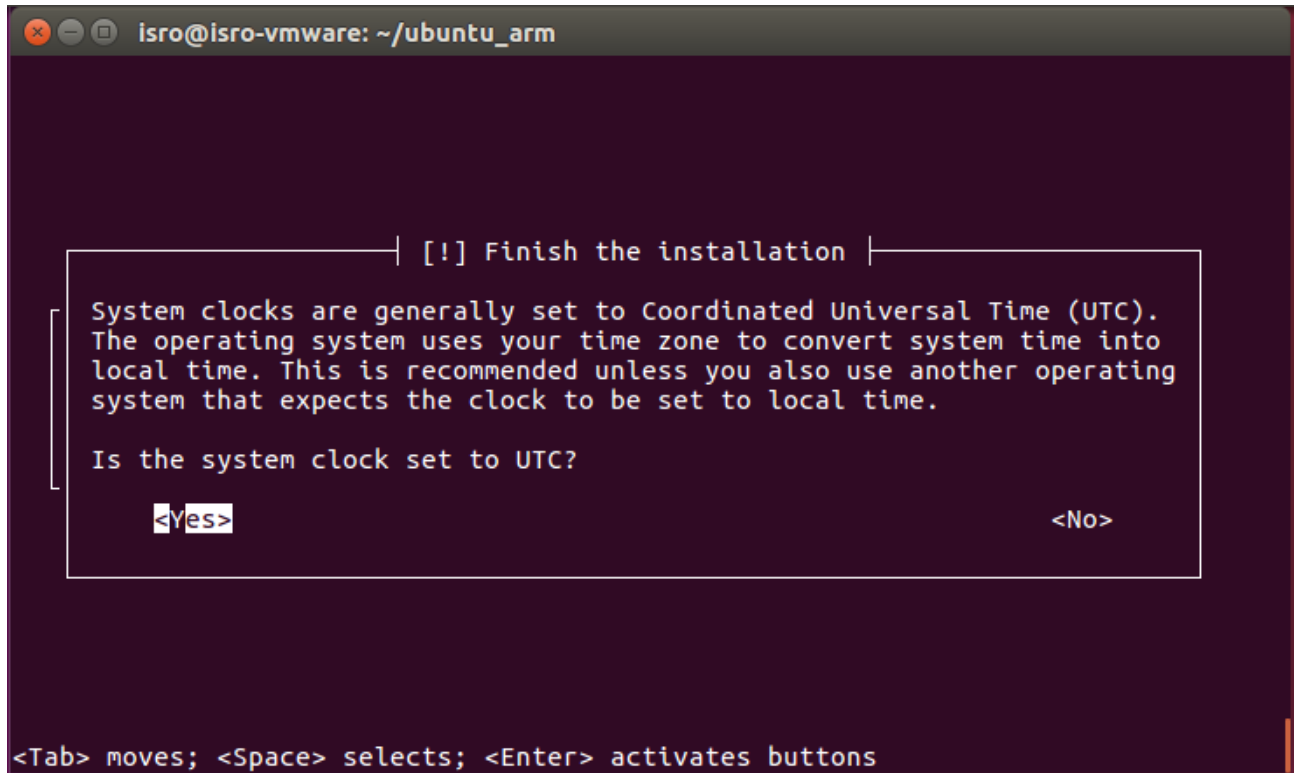 isro@isro-vmware: ~/ubuntu_arm
[!] Finish the installation
System clocks are generally set to Coordinated Universal Time (UTC).
The operating system uses your time zone to convert system time into
local time. This is recommended unless you also use another operating
system that expects the clock to be set to local time.
Is the system clock set to UTC?
<Yes> <No>
<Tab> moves; <Space> selects; <Enter> activates buttons